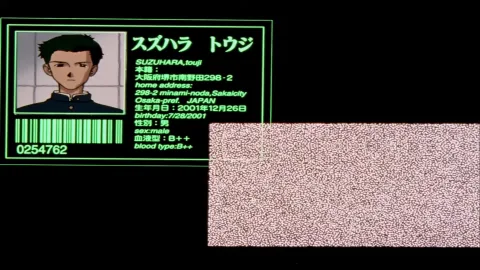 スズハラ トウジ
SUZUHARA,touji
本籍：
大阪府堺市南野田298-2
home address:
298-2 minami-noda,Sakaicity
Osaka-pref. JAPAN
生年月日：2001年12月26日
birthday:7/28/2001
性別：男
sex:male
血液型：B++
blood type:B++
0254762